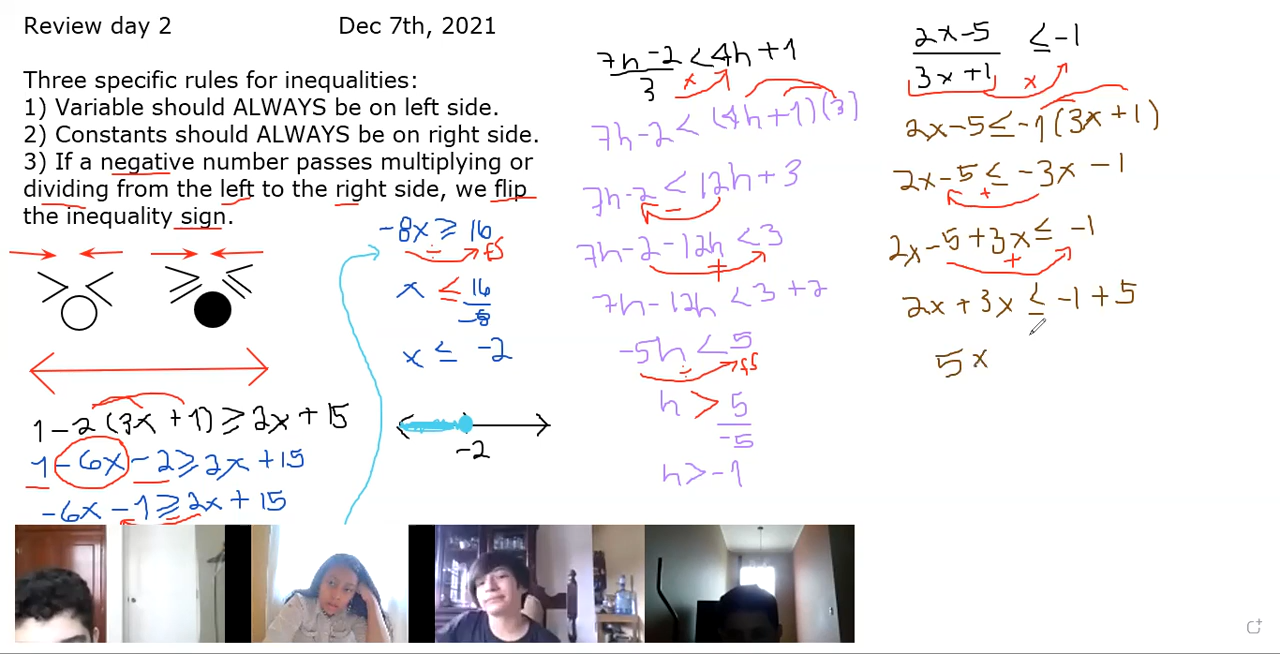 Review day 2 Dec 7th, 2021
Three specific rules for inequalities:
1) Variable should ALWAYS be on left side.
2) Constants should ALWAYS be on right side.
3) If a negative number passes multiplying or
dividing from the left to the right side, we flip
the inequality sign.
1-2(3x+1)≥2x+15
1-6x-2≥2x+15
-6x-1≥2x+15
-8x≥16
÷ fs
x≤16/-8
x≤-2
-2
(7h-2)/3<4h+1
x
7h-2<(4h+1)(3)
7h-2<12h+3
-
7h-2-12h<3
+
7h-12h<3+2
-5h<5
÷ fs
h>5/-5
h>-1
(2x-5)/(3x+1)≤-1
x
2x-5≤-1(3x+1)
2x-5≤-3x-1
+
2x-5+3x≤-1
+
2x+3x≤-1+5
5x